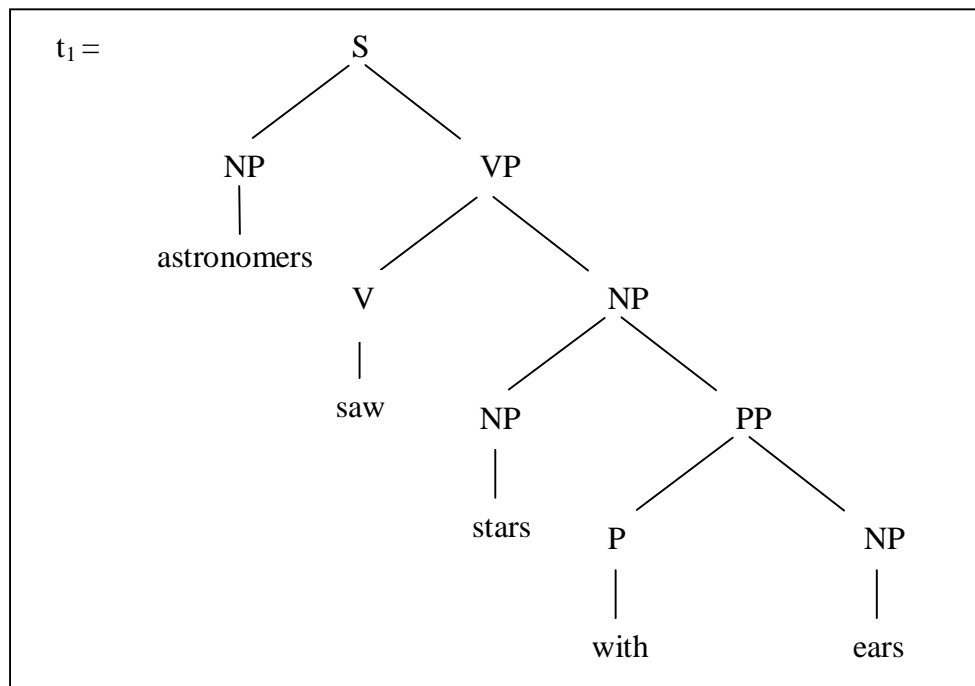 t1 = S
NP VP
astronomers
V NP
saw NP PP
stars P NP
with ears